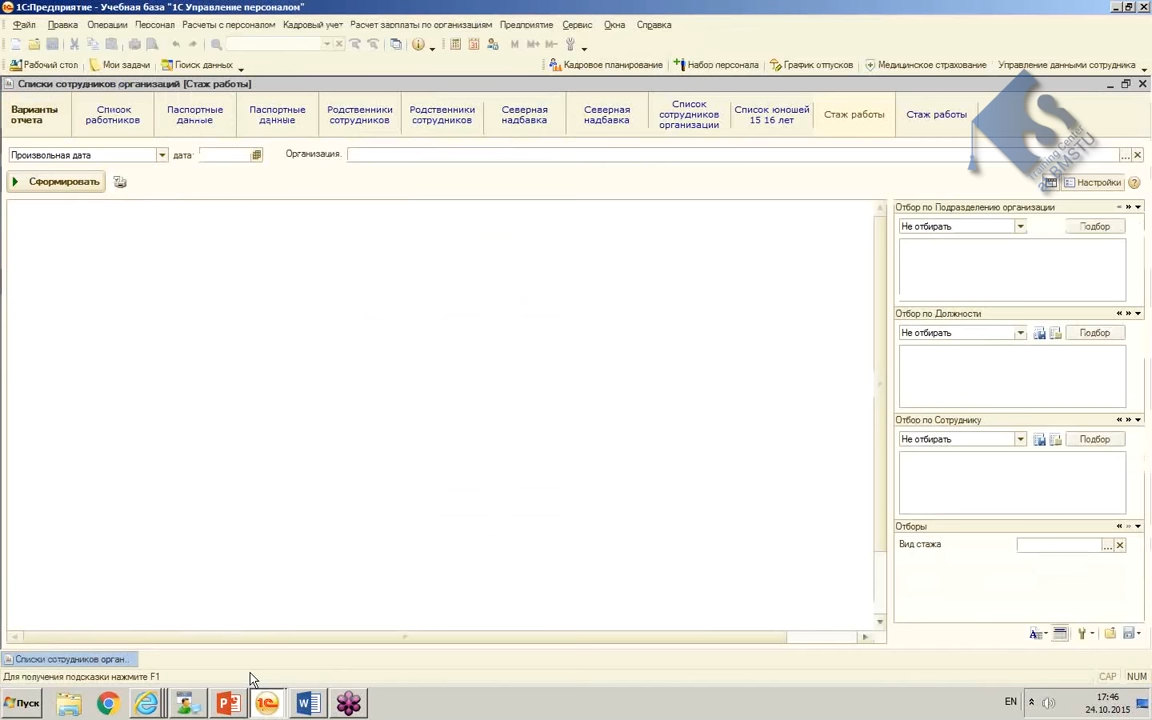 1С:Предприятие - Учебная база "1С Управление персоналом"
Файл Правка Операции Персонал Расчеты с персоналом Кадровый учет Расчет зарплаты по организациям Предприятие Сервис Окна Справка
M M+ M-
Рабочий стол Мои задачи Поиск данных Кадровое планирование Набор персонала График отпусков Медицинское страхование Управление данными сотрудника
Списки сотрудников организаций [Стаж работы]
Варианты отчета
Список работников
Паспортные данные
Паспортные данные
Родственники сотрудников
Родственники сотрудников
Северная надбавка
Северная надбавка
Список сотрудников организации
Список юношей 15 16 лет
Стаж работы
Стаж работы
Training Center
BMSTU
Произвольная дата дата: Организация:
Сформировать Настройки
Отбор по Подразделению организации
Не отбирать Подбор
Отбор по Должности
Не отбирать Подбор
Отбор по Сотруднику
Не отбирать Подбор
Отборы
Вид стажа
Списки сотрудников орган...
Для получения подсказки нажмите F1 CAP NUM
Пуск EN 17:46
24.10.2015